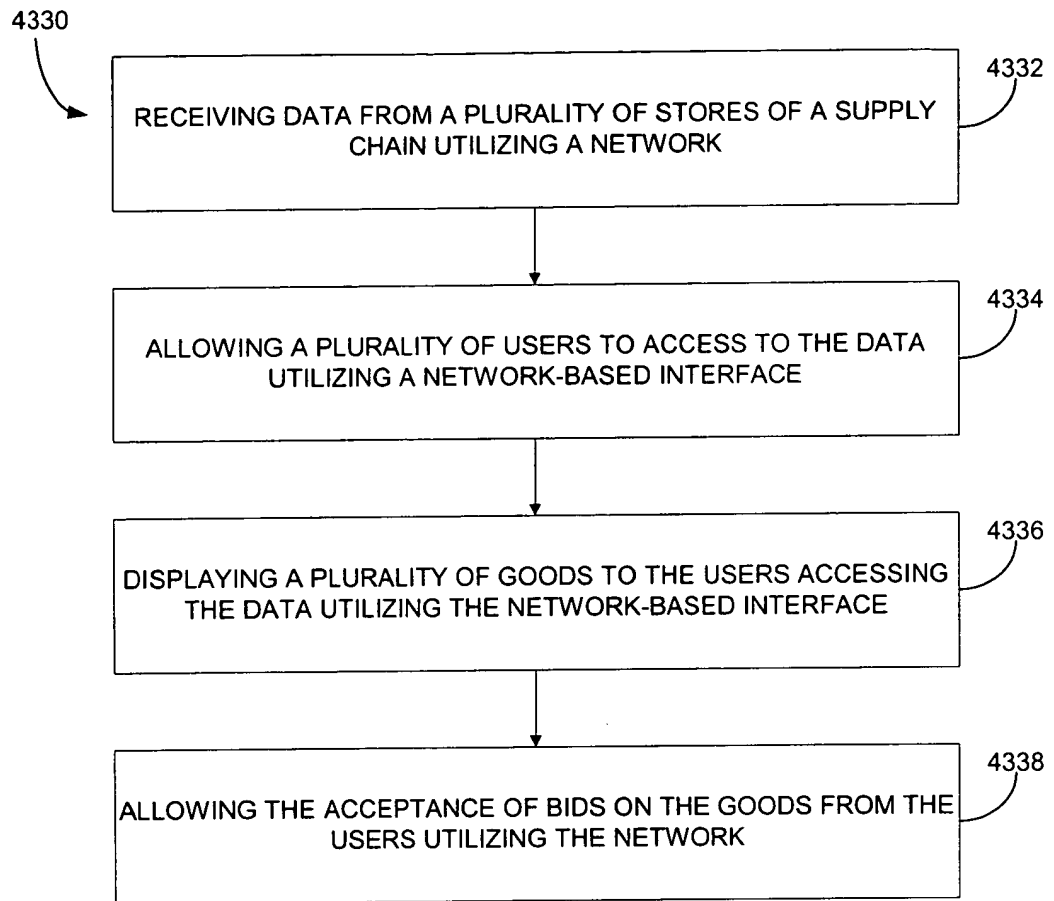 4330
4332
RECEIVING DATA FROM A PLURALITY OF STORES OF A SUPPLY
CHAIN UTILIZING A NETWORK
4334
ALLOWING A PLURALITY OF USERS TO ACCESS TO THE DATA
UTILIZING A NETWORK-BASED INTERFACE
4336
DISPLAYING A PLURALITY OF GOODS TO THE USERS ACCESSING
THE DATA UTILIZING THE NETWORK-BASED INTERFACE
4338
ALLOWING THE ACCEPTANCE OF BIDS ON THE GOODS FROM THE
USERS UTILIZING THE NETWORK